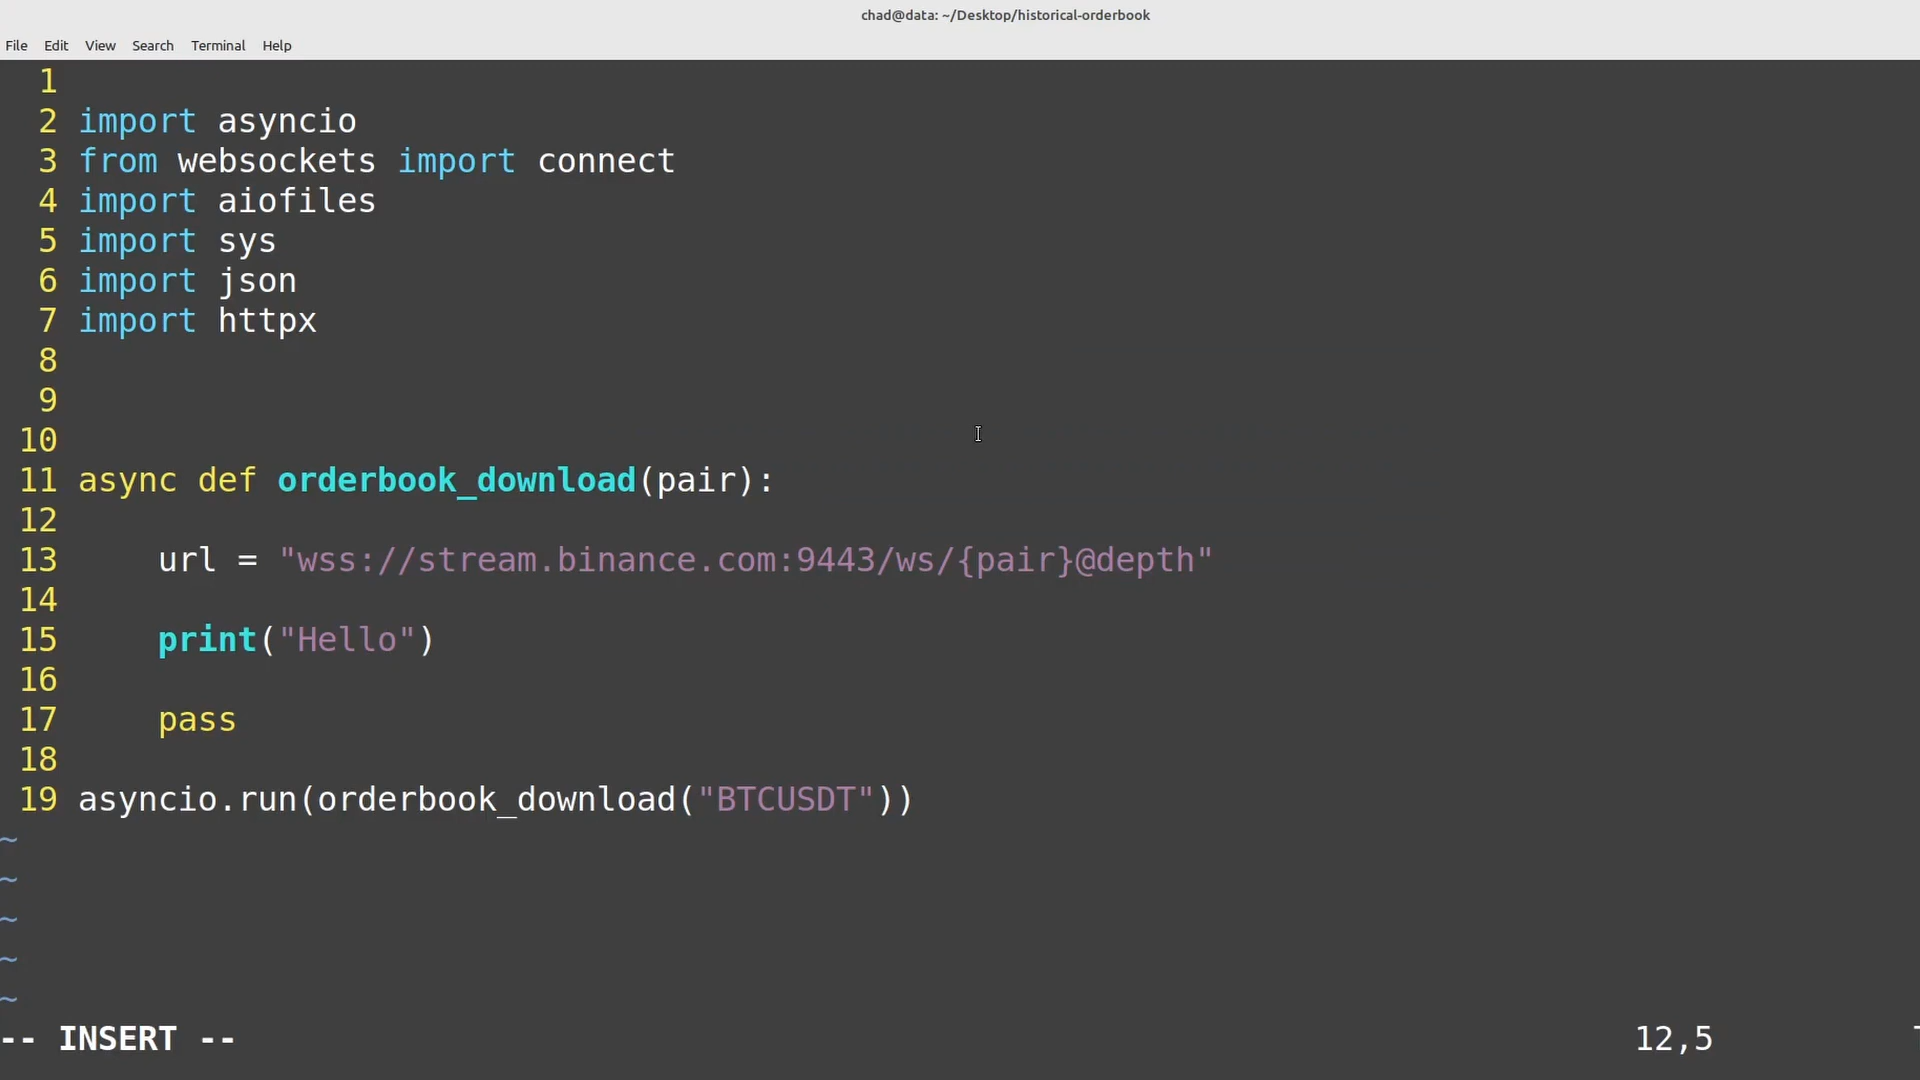 chad@data: ~/Desktop/historical-orderbook
File Edit View Search Terminal Help
1
2 import asyncio
3 from websockets import connect
4 import aiofiles
5 import sys
6 import json
7 import httpx
8
9
10
11 async def orderbook_download(pair):
12
13     url = "wss://stream.binance.com:9443/ws/{pair}@depth"
14
15     print("Hello")
16
17     pass
18
19 asyncio.run(orderbook_download("BTCUSDT"))
~
~
~
~
~
-- INSERT -- 12,5